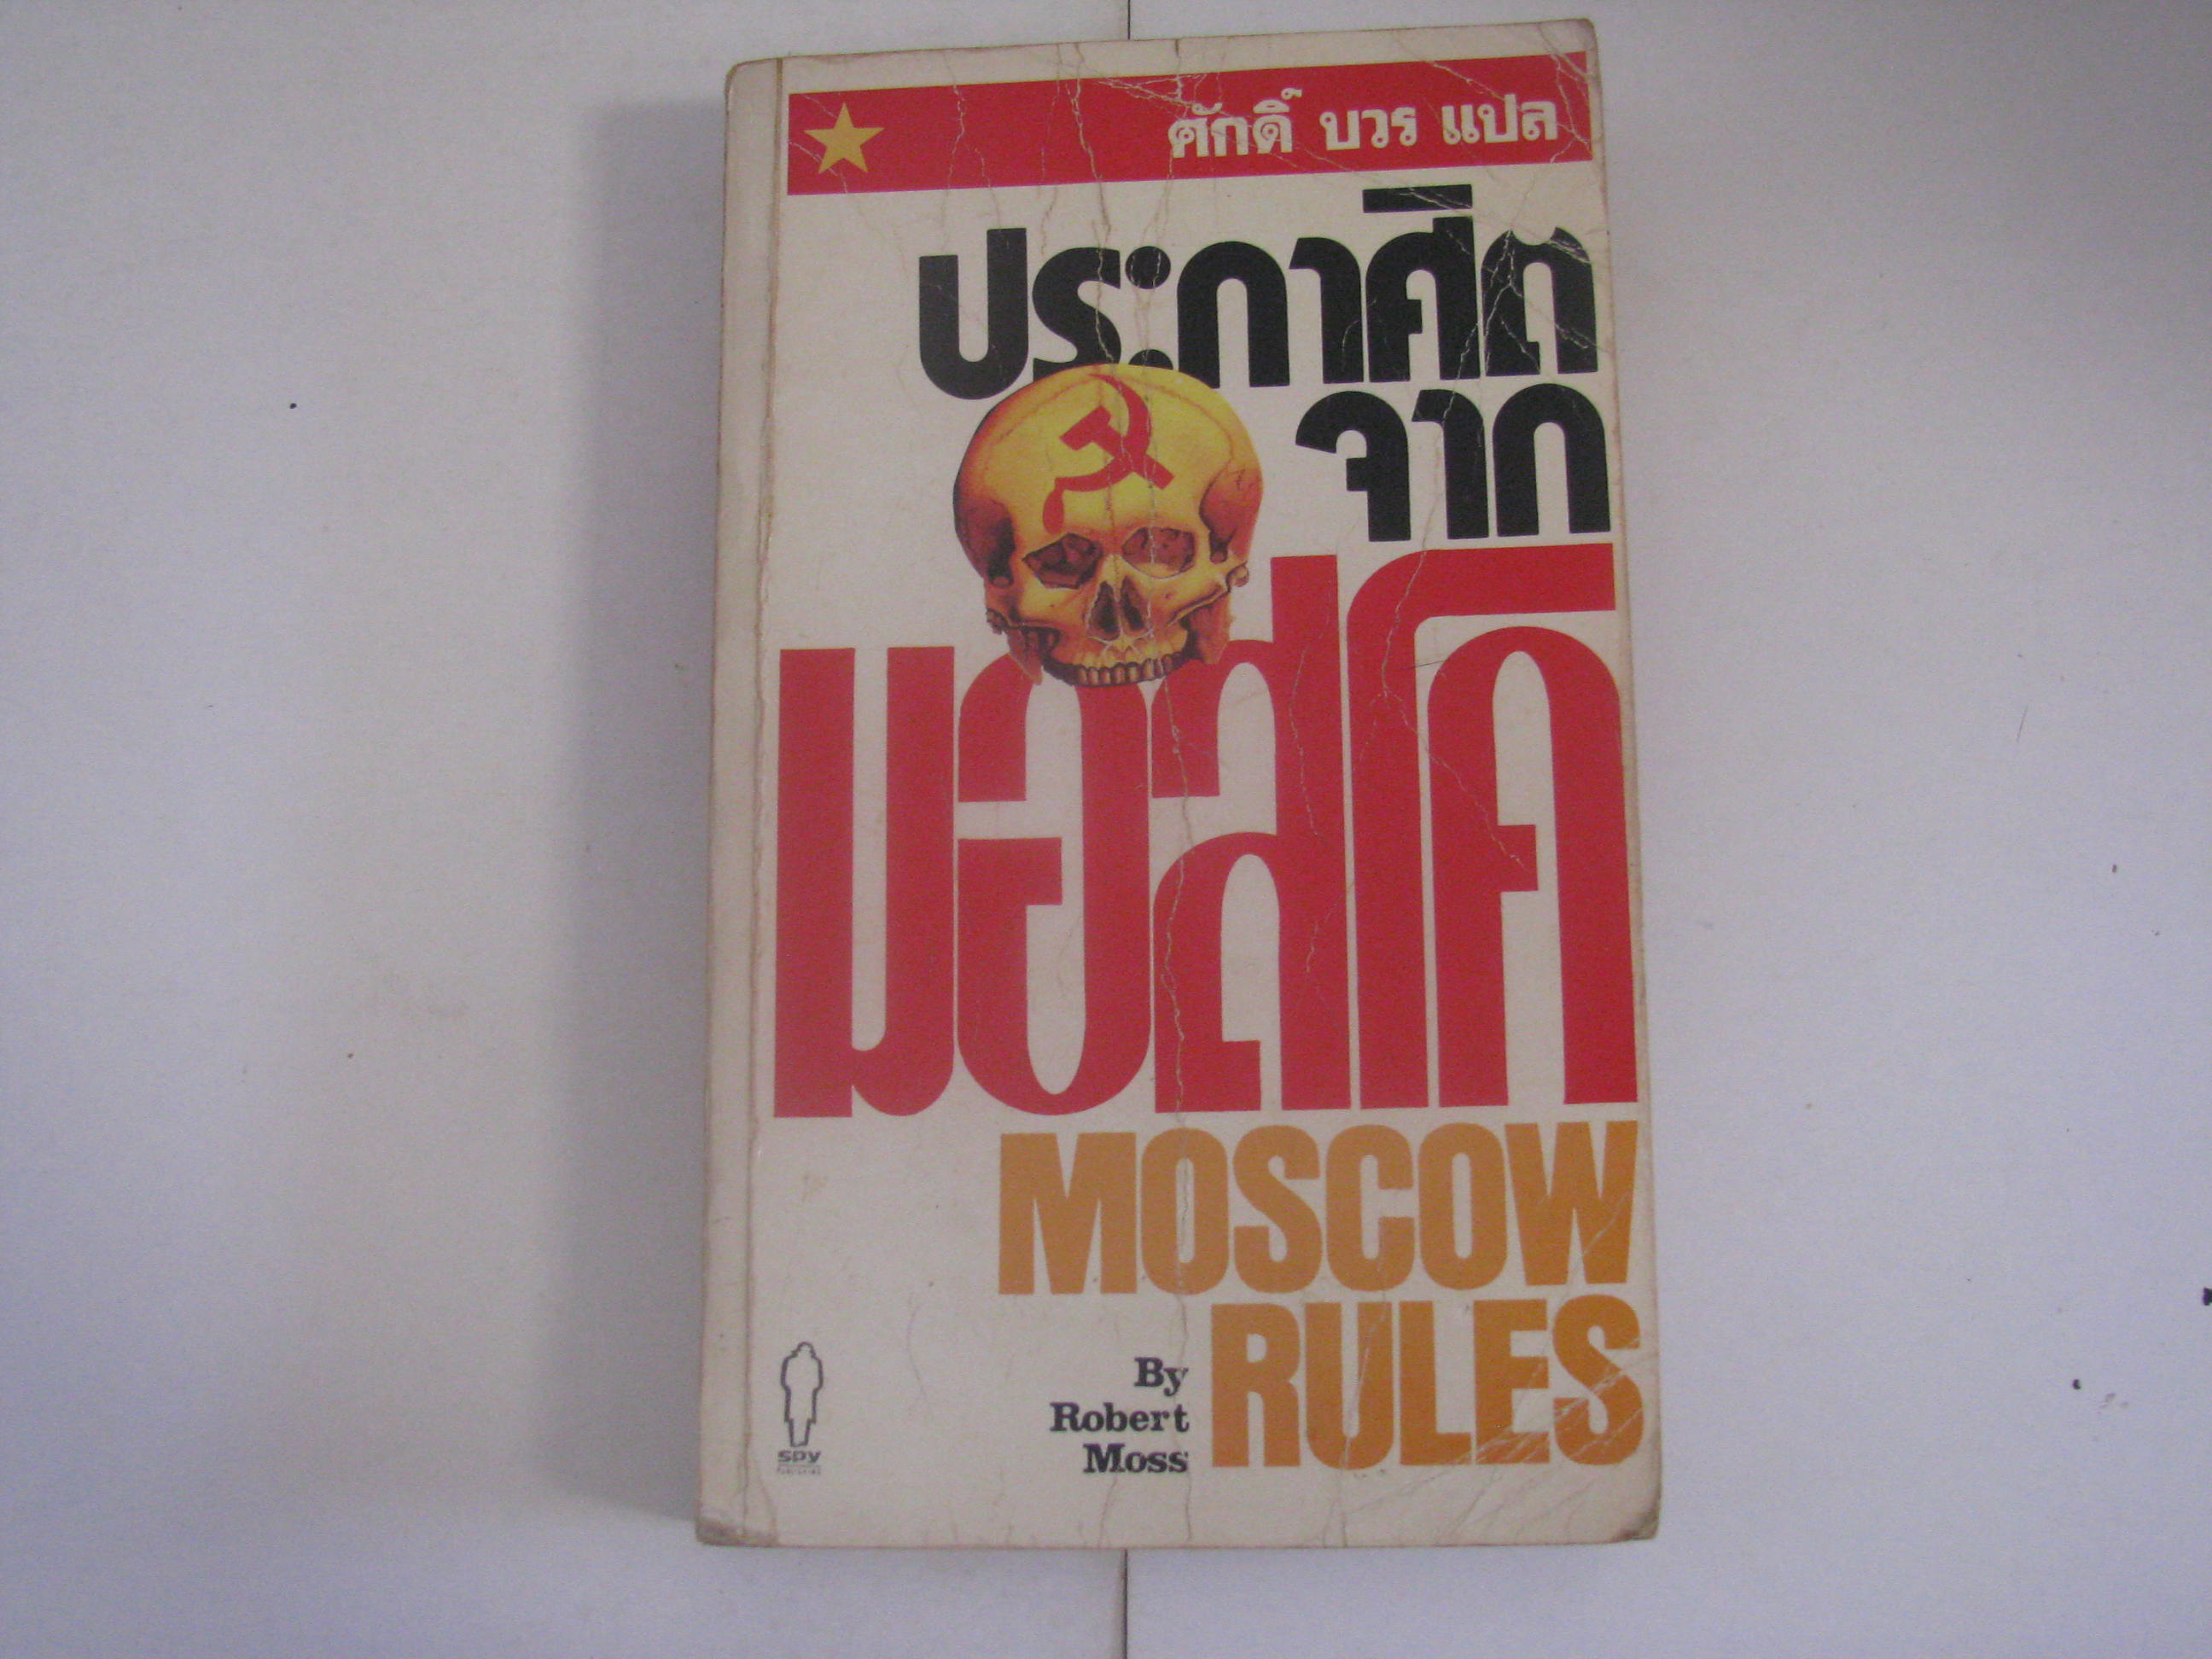 ศักดิ์ บวร แปล
ประกาศิต
จาก
มอสโค
MOSCOW
RULES
By
Robert
Moss
SPY